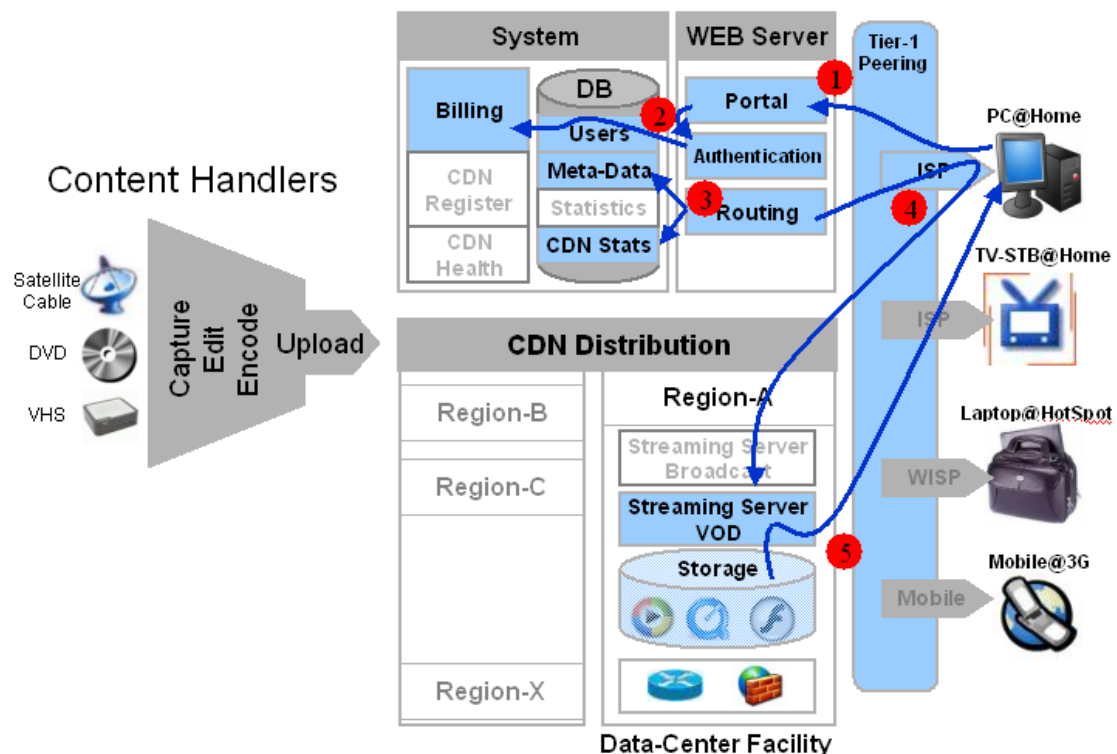 System
WEB Server
Tier-1
Peering
DB
Billing
Users
Meta-Data
Statistics
CDN Stats
CDN
Register
CDN
Health
Portal
Authentication
Routing
1
2
3
4
5
PC@Home
ISP
TV-STB@Home
ISP
Laptop@HotSpot
WISP
Mobile@3G
Mobile
Content Handlers
Satellite
Cable
DVD
VHS
Capture
Edit
Encode
Upload
CDN Distribution
Region-B
Region-C
Region-X
Region-A
Streaming Server
Broadcast
Streaming Server
VOD
Storage
Data-Center Facility